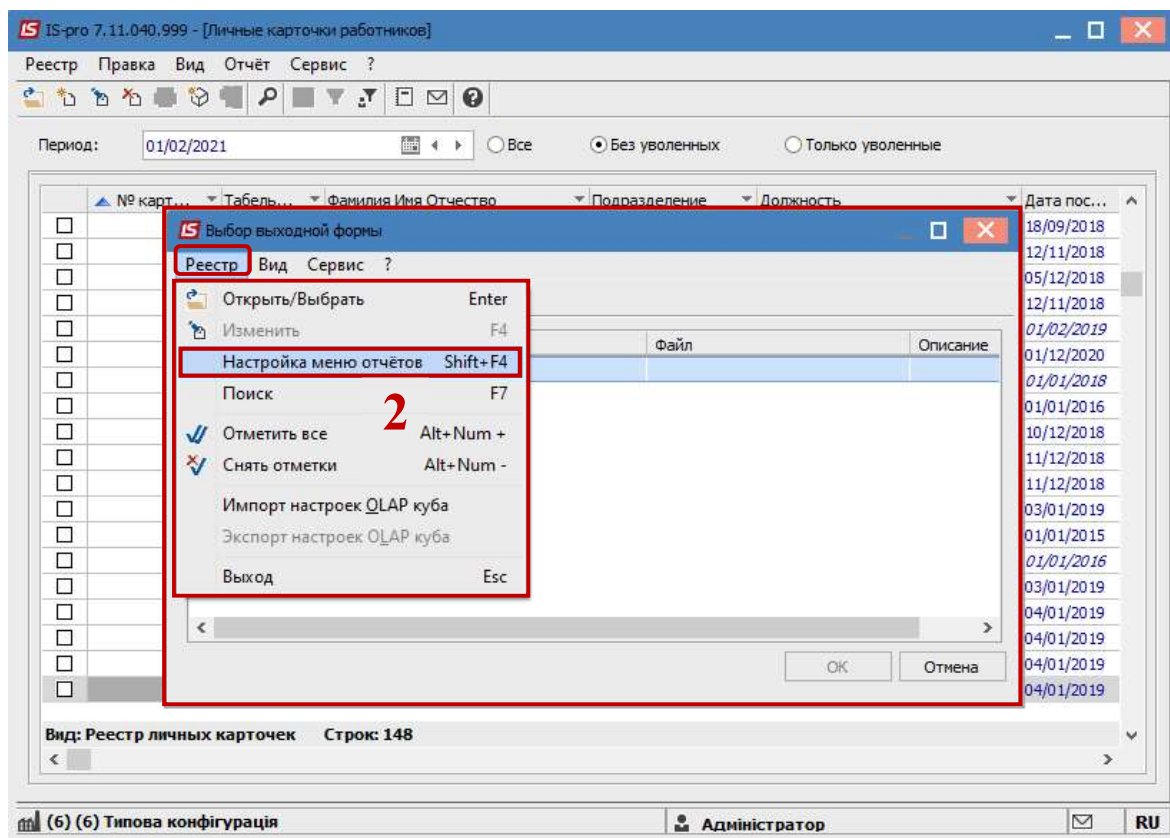 IS IS-pro 7.11.040.999 - [Личные карточки работников]
Реестр Правка Вид Отчёт Сервис ?
Период: 01/02/2021 Все Без уволенных Только уволенные
№ карт... Табель... Фамилия Имя Отчество Подразделение Должность Дата пос...
18/09/2018
IS Выбор выходной формы
12/11/2018
Реестр Вид Сервис ?
05/12/2018
Открыть/Выбрать Enter
12/11/2018
Изменить F4
01/02/2019
Файл Описание
Настройка меню отчётов Shift+F4
01/12/2020
01/01/2018
Поиск F7
01/01/2016
2
Отметить все Alt+Num +
10/12/2018
Снять отметки Alt+Num -
11/12/2018
11/12/2018
Импорт настроек OLAP куба
03/01/2019
Экспорт настроек OLAP куба
01/01/2015
01/01/2016
Выход Esc
03/01/2019
04/01/2019
04/01/2019
OK Отмена
04/01/2019
04/01/2019
Вид: Реестр личных карточек Строк: 148
(6) (6) Типова конфігурація Адміністратор RU